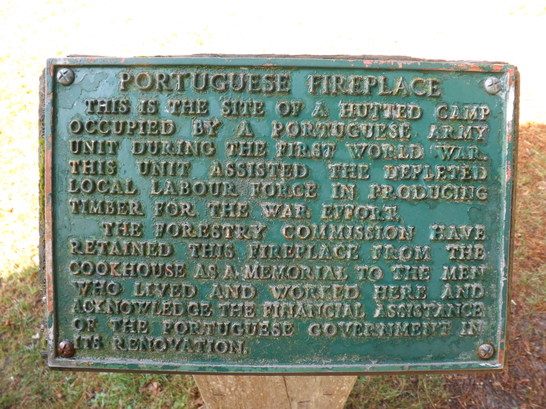 PORTUGUESE FIREPLACE
THIS IS THE SITE OF A HUTTED CAMP
OCCUPIED BY A PORTUGUESE ARMY
UNIT DURING THE FIRST WORLD WAR.
THIS UNIT ASSISTED THE DEPLETED
LOCAL LABOUR FORCE IN PRODUCING
TIMBER FOR THE WAR EFFORT.
THE FORESTRY COMMISSION HAVE
RETAINED THIS FIREPLACE FROM THE
COOKHOUSE AS A MEMORIAL TO THE MEN
WHO LIVED AND WORKED HERE AND
ACKNOWLEDGE THE FINANCIAL ASSISTANCE
OF THE PORTUGUESE GOVERNMENT IN
ITS RENOVATION.